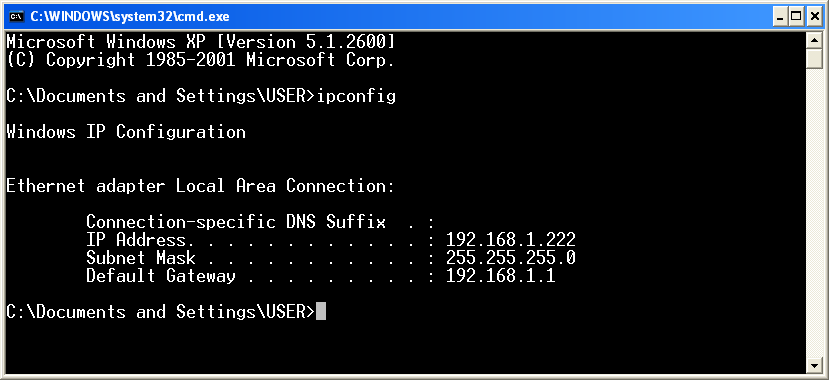 C:\WINDOWS\system32\cmd.exe
Microsoft Windows XP [Version 5.1.2600]
(C) Copyright 1985-2001 Microsoft Corp.
C:\Documents and Settings\USER>ipconfig
Windows IP Configuration
Ethernet adapter Local Area Connection:
Connection-specific DNS Suffix  . :
IP Address. . . . . . . . . . . . : 192.168.1.222
Subnet Mask . . . . . . . . . . . : 255.255.255.0
Default Gateway . . . . . . . . . : 192.168.1.1
C:\Documents and Settings\USER>